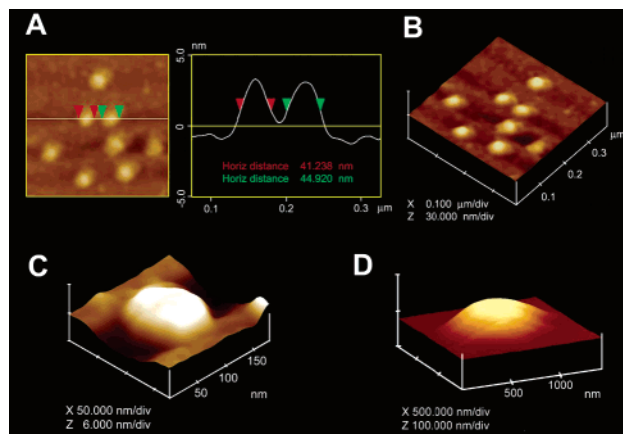 A
nm
5.0
0
-5.0
Horiz distance 41.238 nm
Horiz distance 44.920 nm
0.1 0.2 0.3 μm
B
μm
0.3
0.2
0.1
X 0.100 μm/div
Z 30.000 nm/div
C
150
100
50
nm
X 50.000 nm/div
Z 6.000 nm/div
D
500
1000
nm
X 500.000 nm/div
Z 100.000 nm/div